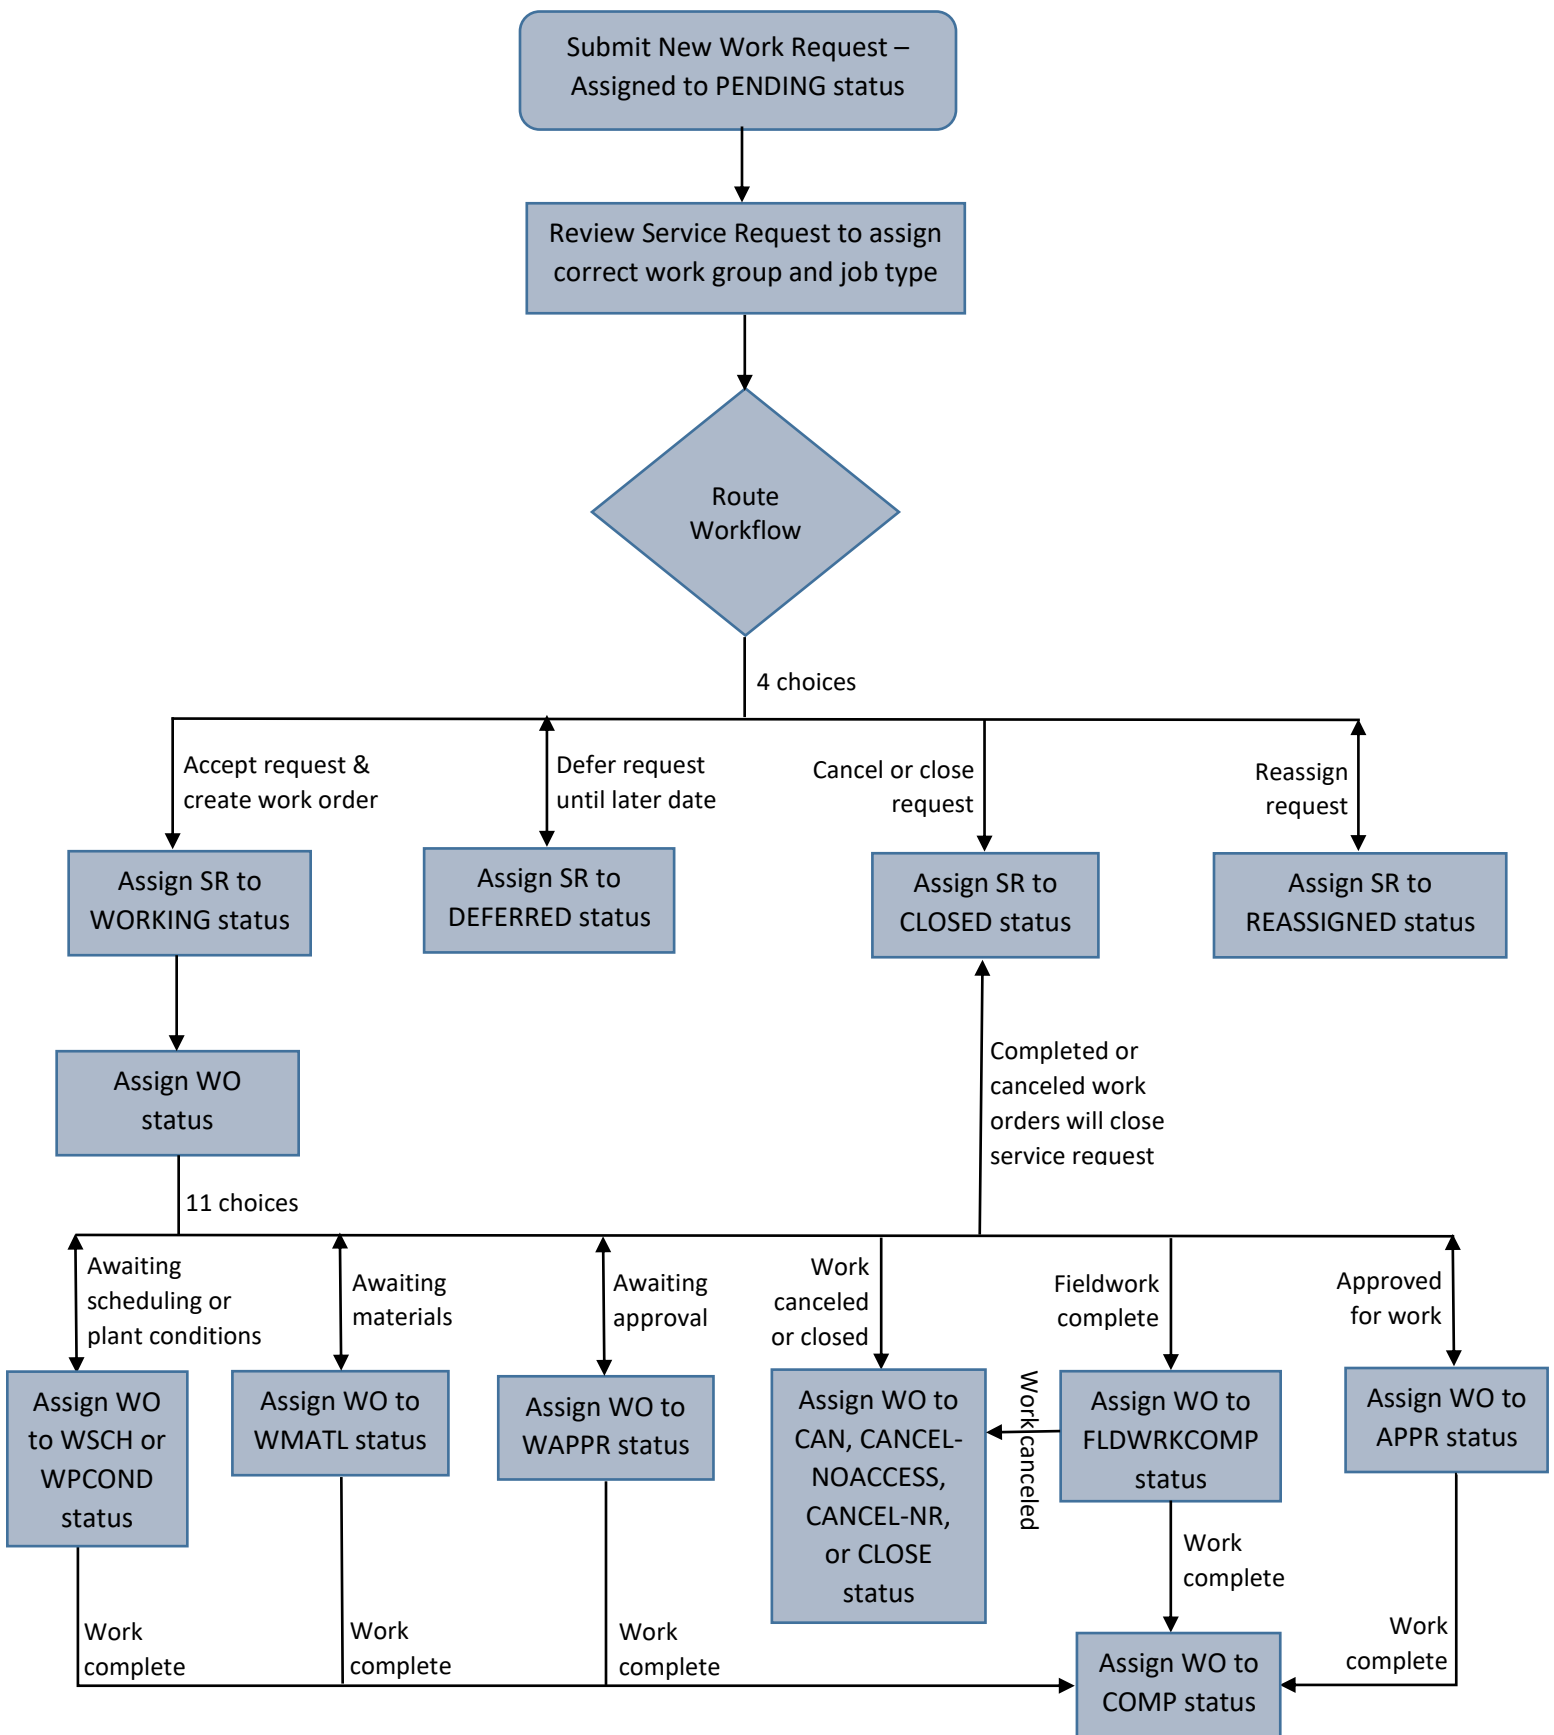 Submit New Work Request –
Assigned to PENDING status
Review Service Request to assign
correct work group and job type
Route
Workflow
4 choices
Accept request &
create work order
Defer request
until later date
Cancel or close
request
Reassign
request
Assign SR to
WORKING status
Assign SR to
DEFERRED status
Assign SR to
CLOSED status
Assign SR to
REASSIGNED status
Assign WO
status
Completed or
canceled work
orders will close
service request
11 choices
Awaiting
scheduling or
plant conditions
Awaiting
materials
Awaiting
approval
Work
canceled
or closed
Fieldwork
complete
Approved
for work
Assign WO
to WSCH or
WPCOND
status
Assign WO to
WMATL status
Assign WO to
WAPPR status
Assign WO to
CAN, CANCEL-
NOACCESS,
CANCEL-NR,
or CLOSE
status
Work canceled
Assign WO to
FLDWRKCOMP
status
Assign WO to
APPR status
Work
complete
Work
complete
Work
complete
Work
complete
Work
complete
Assign WO to
COMP status